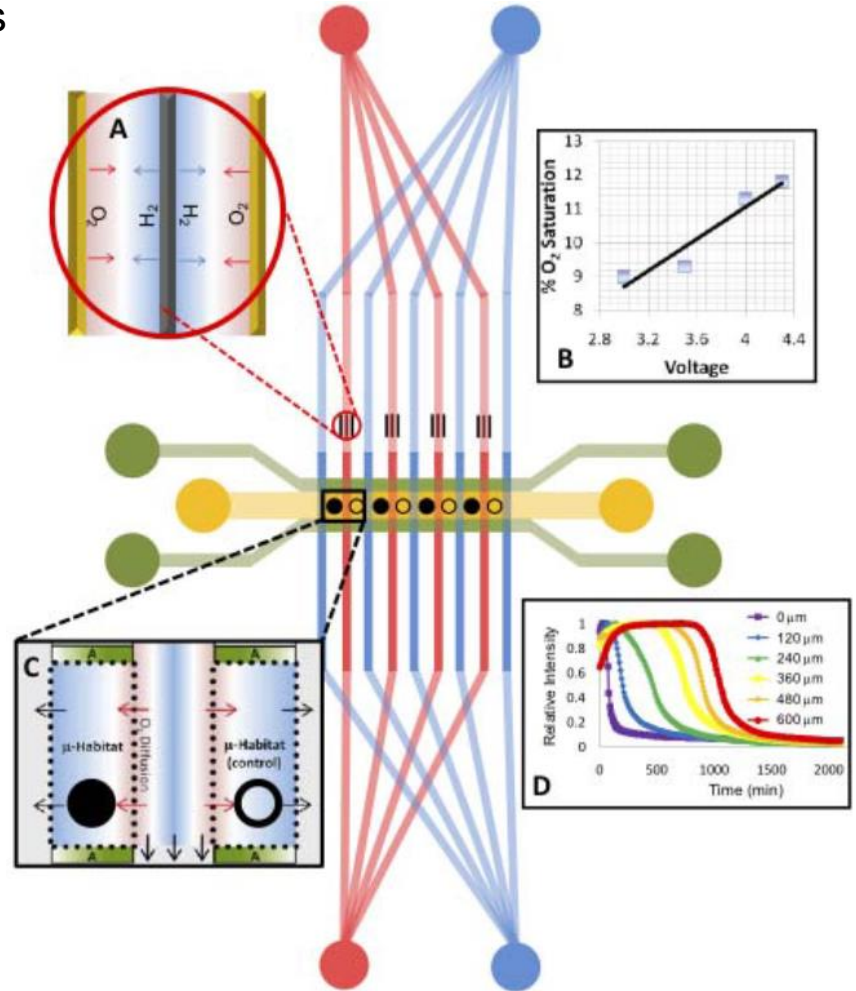 s
A
O2
H2
H2
O2
13
12
11
10
9
8
% O2 Saturation
2.8 3.2 3.6 4 4.4
Voltage
B
C
A
A
μ-Habitat
O2 Diffusion
μ-Habitat
(control)
A
A
1
0.8
0.6
0.4
0.2
0
Relative Intensity
0 μm
120 μm
240 μm
360 μm
480 μm
600 μm
0 500 1000 1500 2000
Time (min)
D